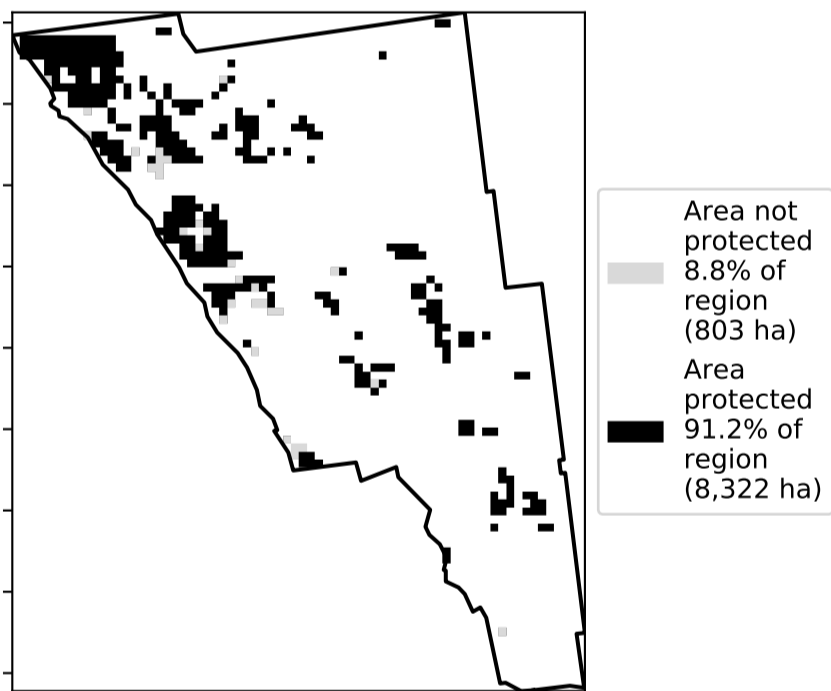 Area not
protected
8.8% of
region
(803 ha)
Area
protected
91.2% of
region
(8,322 ha)